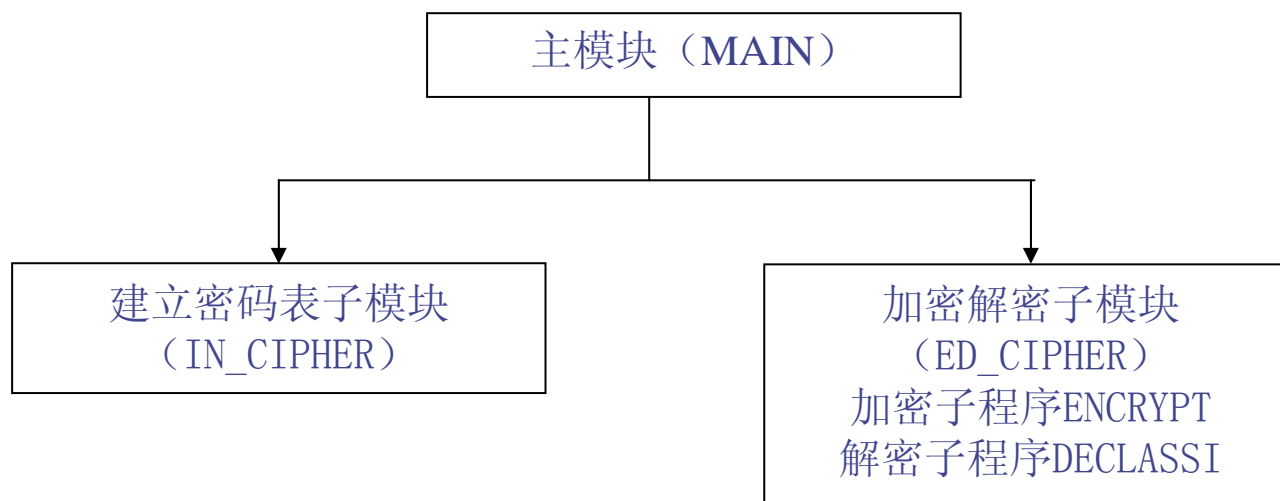 主模块（MAIN）
建立密码表子模块
（IN_CIPHER）
加密解密子模块
（ED_CIPHER）
加密子程序ENCRYPT
解密子程序DECLASSI